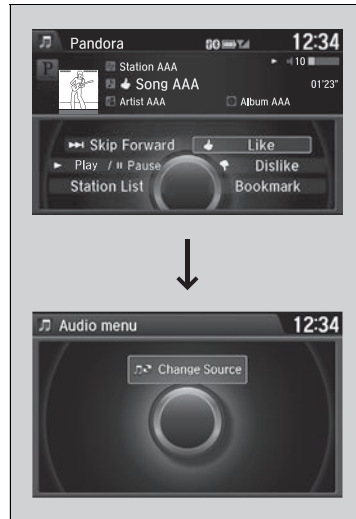 Pandora 12:34
P Station AAA 10
Song AAA 01'23"
Artist AAA Album AAA
Skip Forward Like
Play / Pause Dislike
Station List Bookmark
Audio menu 12:34
Change Source